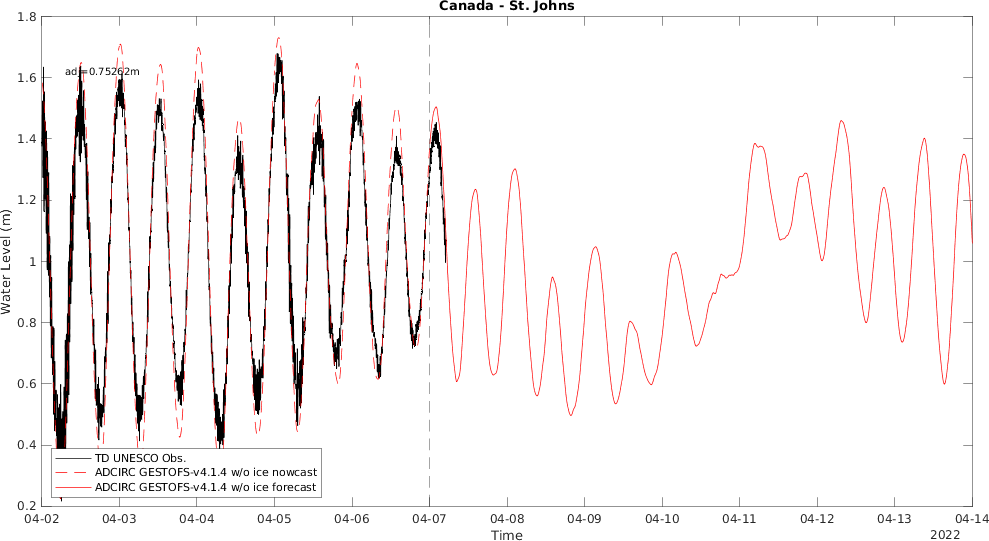 Canada - St. Johns
1.8
1.6
1.4
1.2
1
0.8
0.6
0.4
0.2
Water Level (m)
adj=0.75262m
TD UNESCO Obs.
ADCIRC GESTOFS-v4.1.4 w/o ice nowcast
ADCIRC GESTOFS-v4.1.4 w/o ice forecast
04-02 04-03 04-04 04-05 04-06 04-07 04-08 04-09 04-10 04-11 04-12 04-13 04-14
Time
2022